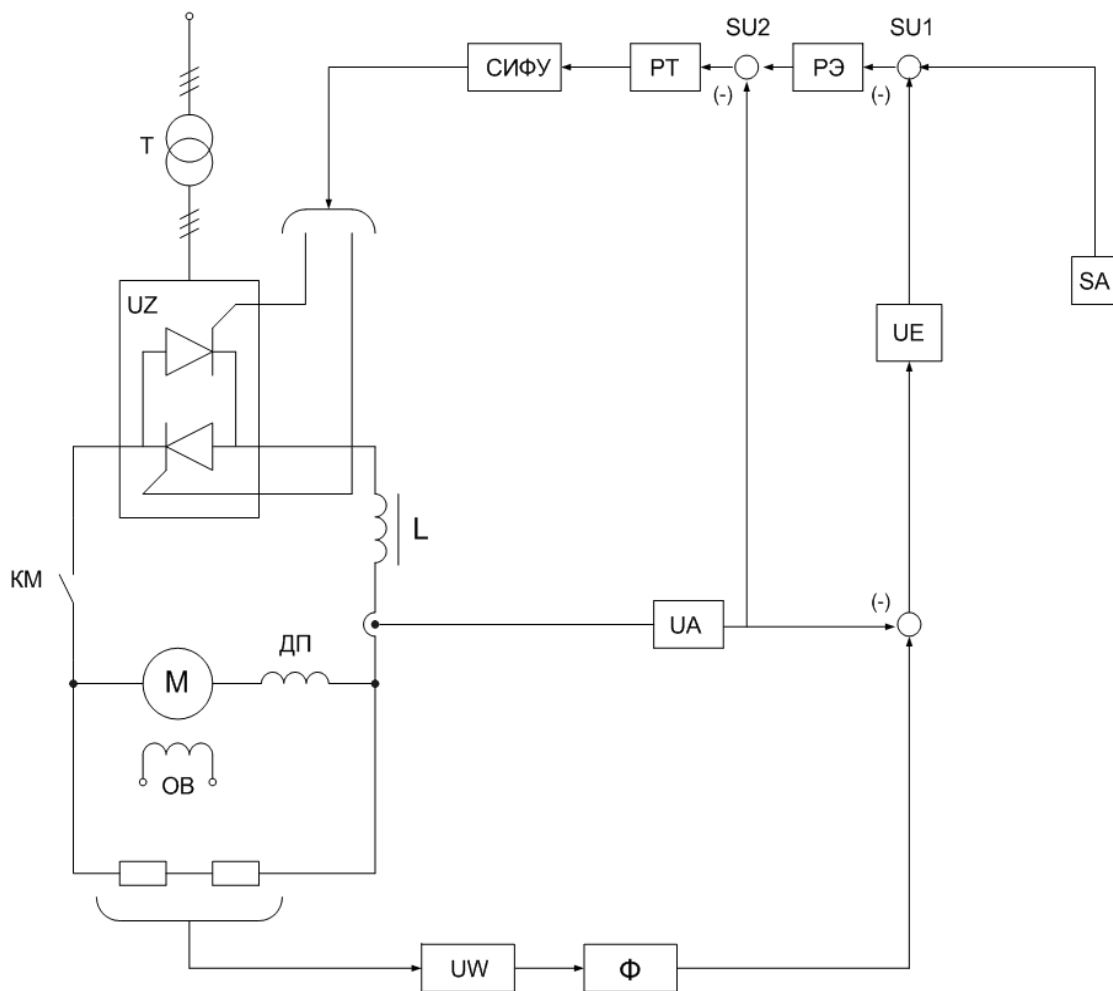 SU2
SU1
СИФУ
РТ
РЭ
(-)
(-)
T
SA
UZ
UE
L
КМ
(-)
UA
ДП
М
ОВ
UW
Ф